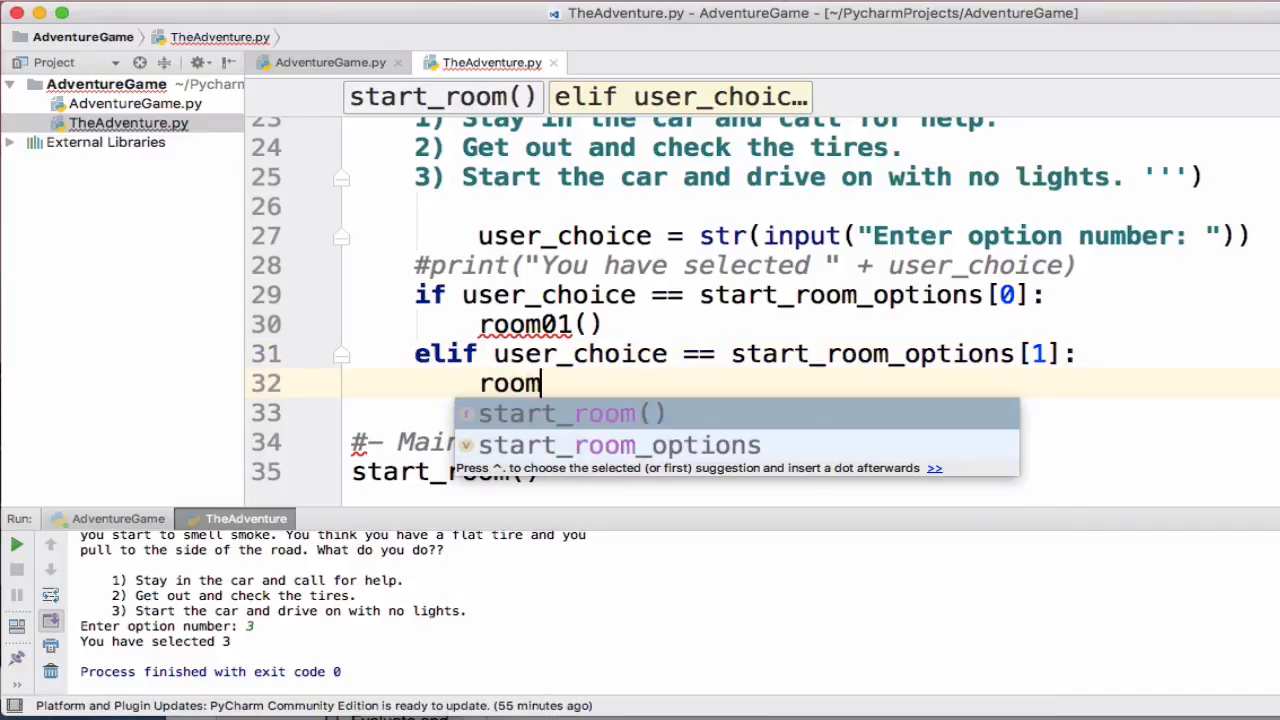 TheAdventure.py - AdventureGame - [~/PycharmProjects/AdventureGame]
AdventureGame TheAdventure.py
Project AdventureGame.py × TheAdventure.py ×
AdventureGame ~/Pycharm
AdventureGame.py
TheAdventure.py
External Libraries
start_room() elif user_choic…
23 1) Stay in the car and call for help.
24 2) Get out and check the tires.
25 3) Start the car and drive on with no lights. ''')
26
27 user_choice = str(input("Enter option number: "))
28 #print("You have selected " + user_choice)
29 if user_choice == start_room_options[0]:
30 room01()
31 elif user_choice == start_room_options[1]:
32 room
f start_room()
v start_room_options
Press ^. to choose the selected (or first) suggestion and insert a dot afterwards >>
33
34 #- Main
35 start_room()
Run: AdventureGame TheAdventure
you start to smell smoke. You think you have a flat tire and you
pull to the side of the road. What do you do??
1) Stay in the car and call for help.
2) Get out and check the tires.
3) Start the car and drive on with no lights.
Enter option number: 3
You have selected 3
Process finished with exit code 0
Platform and Plugin Updates: PyCharm Community Edition is ready to update. (55 minutes ago)